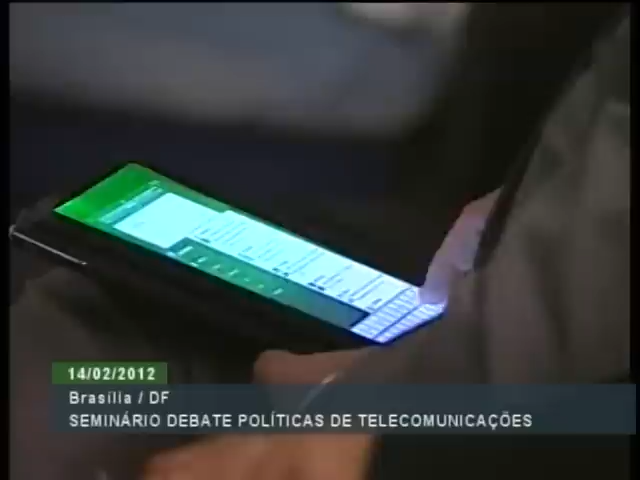 14/02/2012
Brasília / DF
SEMINÁRIO DEBATE POLÍTICAS DE TELECOMUNICAÇÕES